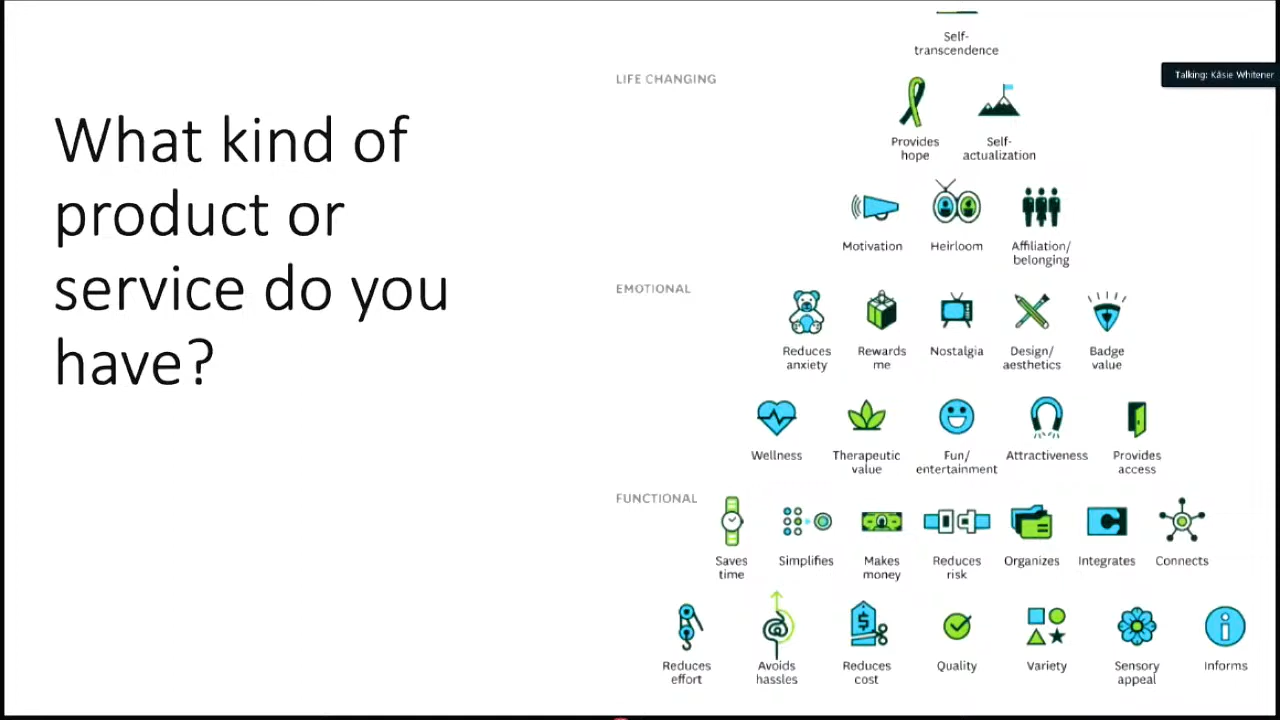 What kind of
product or
service do you
have?
Self-
transcendence
Talking: Kåsie Whitener
LIFE CHANGING
Provides
hope
Self-
actualization
Motivation
Heirloom
Affiliation/
belonging
EMOTIONAL
Reduces
anxiety
Rewards
me
Nostalgia
Design/
aesthetics
Badge
value
Wellness
Therapeutic
value
Fun/
entertainment
Attractiveness
Provides
access
FUNCTIONAL
Saves
time
Simplifies
Makes
money
Reduces
risk
Organizes
Integrates
Connects
Reduces
effort
Avoids
hassles
Reduces
cost
Quality
Variety
Sensory
appeal
Informs